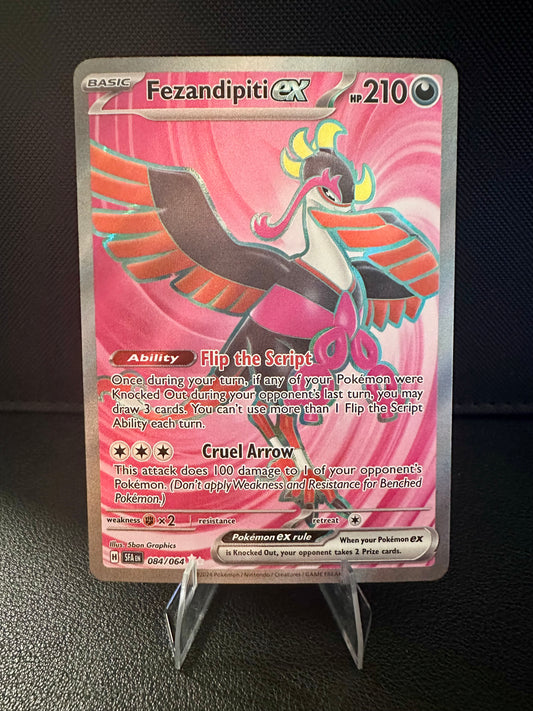 BASIC Fezandipiti ex HP 210
Ability Flip the Script
Once during your turn, if any of your Pokémon were
Knocked Out during your opponent's last turn, you may
draw 3 cards. You can't use more than 1 Flip the Script
Ability each turn.
Cruel Arrow
This attack does 100 damage to 1 of your opponent's
Pokémon. (Don't apply Weakness and Resistance for Benched
Pokémon.)
weakness ×2 resistance retreat
Illus. 5ban Graphics
Pokémon ex rule When your Pokémon ex
is Knocked Out, your opponent takes 2 Prize cards.
H SFA EN 084/064
©2024 Pokémon / Nintendo / Creatures / GAME FREAK